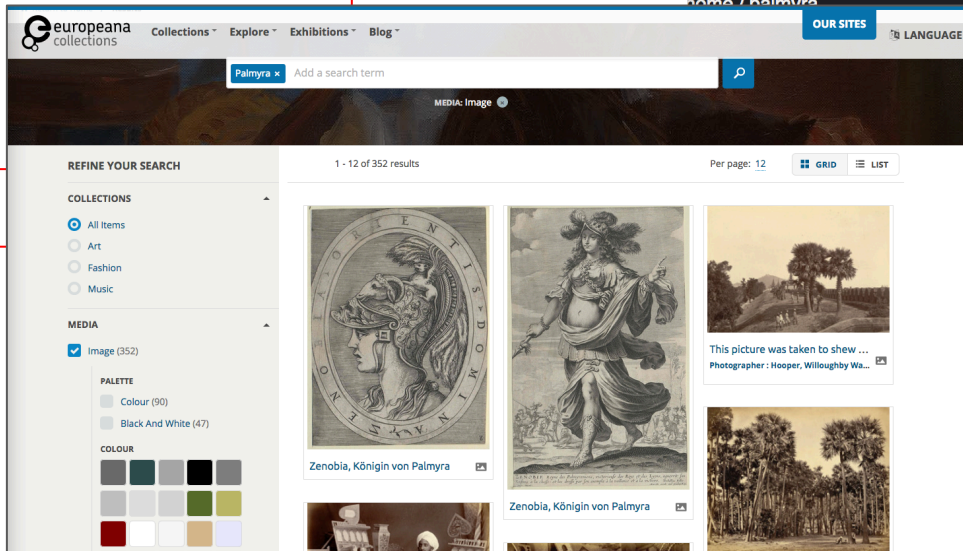 home / palmyra
europeana
collections
Collections
Explore
Exhibitions
Blog
OUR SITES
LANGUAGE
Palmyra ×
Add a search term
MEDIA: Image
REFINE YOUR SEARCH
1 - 12 of 352 results
Per page: 12
GRID
LIST
COLLECTIONS
All Items
Art
Fashion
Music
MEDIA
Image (352)
PALETTE
Colour (90)
Black And White (47)
COLOUR
Zenobia, Königin von Palmyra
Zenobia, Königin von Palmyra
This picture was taken to shew ...
Photographer : Hooper, Willoughby Wa...